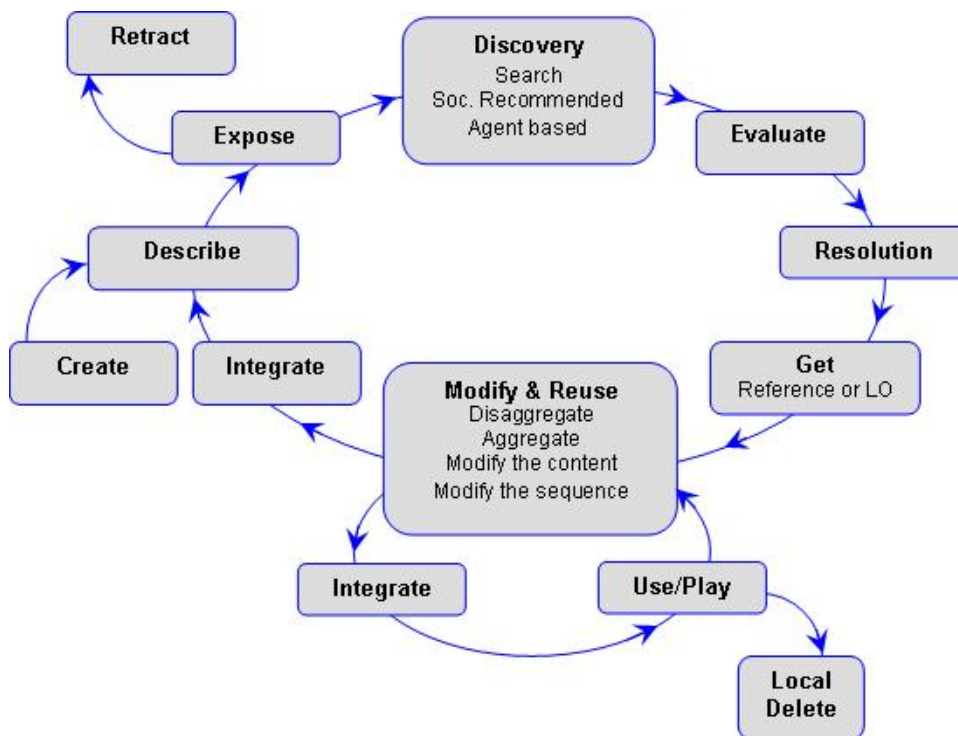 Retract
Discovery
Search
Soc. Recommended
Agent based
Expose
Evaluate
Describe
Resolution
Create
Integrate
Get
Reference or LO
Modify & Reuse
Disaggregate
Aggregate
Modify the content
Modify the sequence
Integrate
Use/Play
Local
Delete